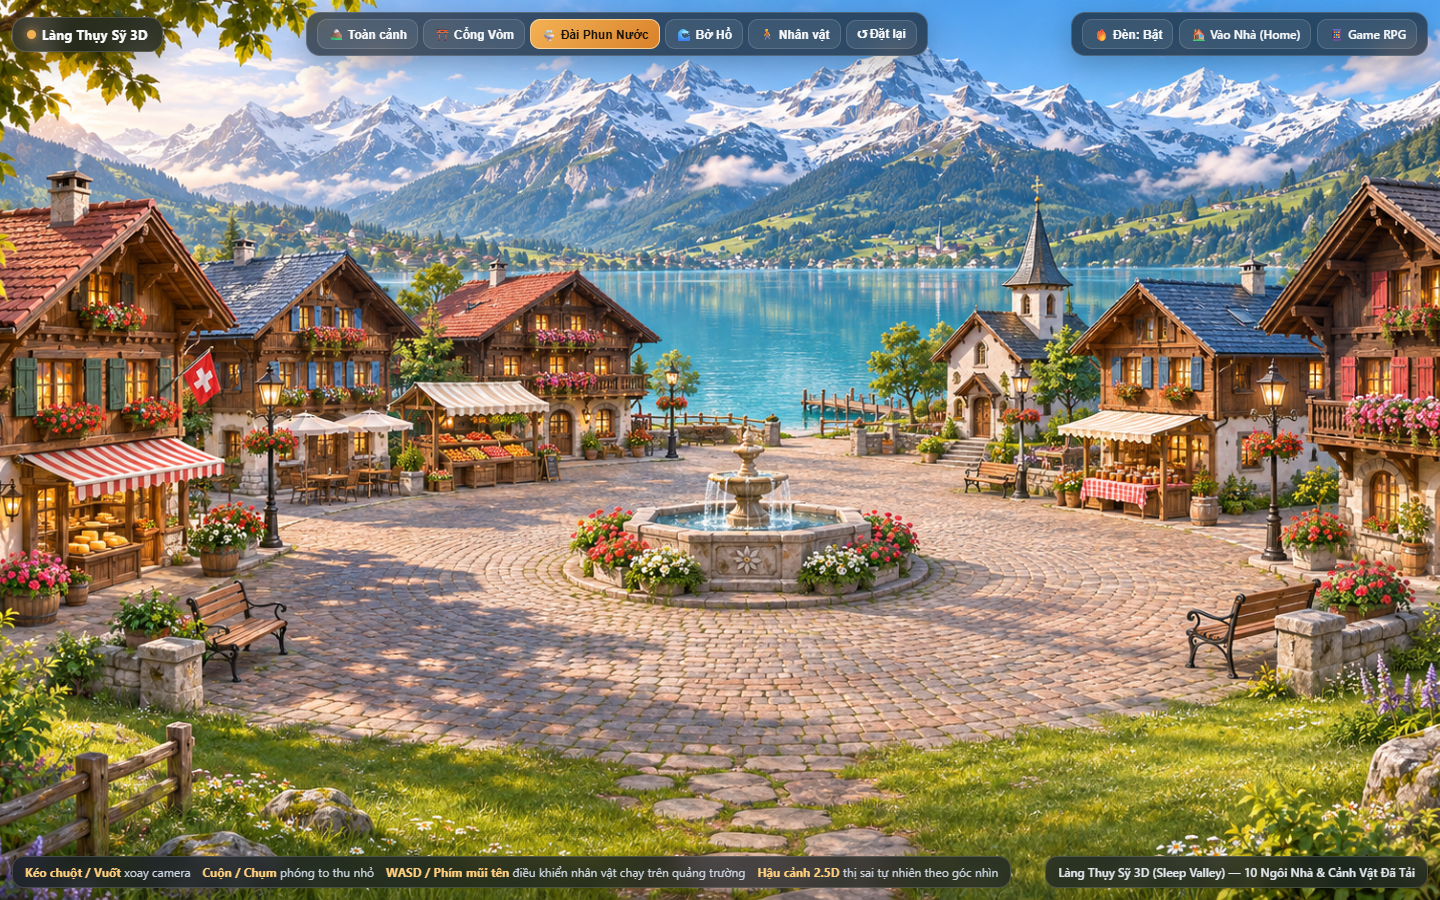 Làng Thụy Sỹ 3D
Toàn cảnh
Cổng Vòm
Đài Phun Nước
Bờ Hồ
Nhân vật
↺ Đặt lại
Đèn: Bật
Vào Nhà (Home)
Game RPG
Kéo chuột / Vuốt xoay camera Cuộn / Chụm phóng to thu nhỏ WASD / Phím mũi tên điều khiển nhân vật chạy trên quảng trường Hậu cảnh 2.5D thị sai tự nhiên theo góc nhìn
Làng Thụy Sỹ 3D (Sleep Valley) — 10 Ngôi Nhà & Cảnh Vật Đã Tải